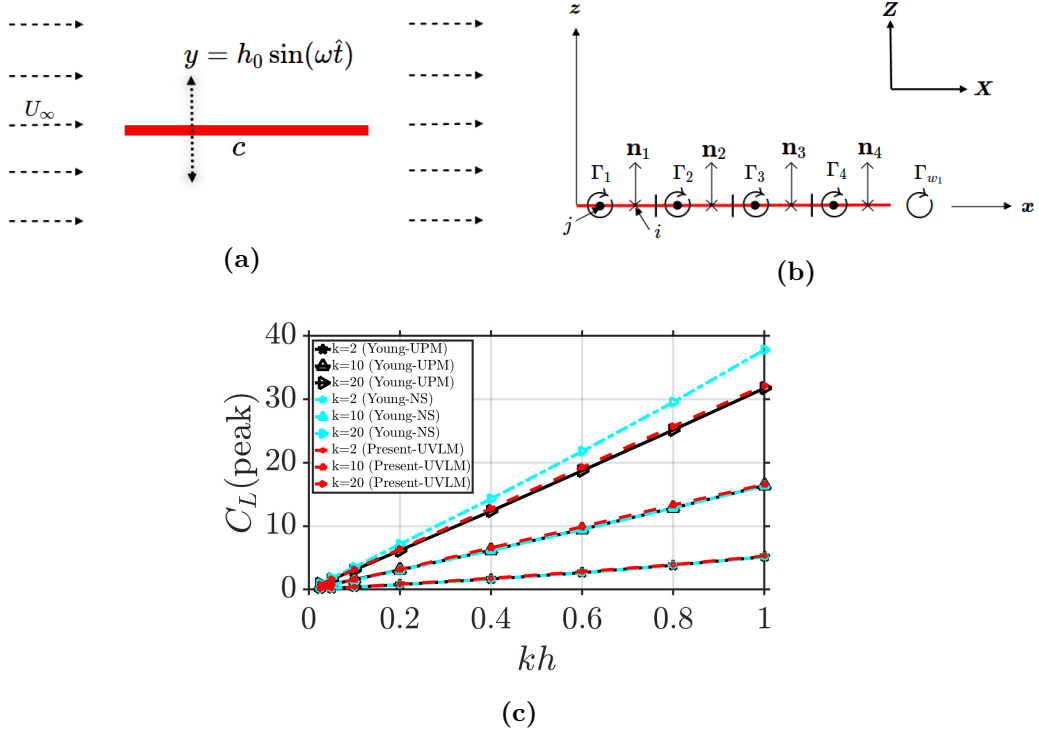 y = h₀ sin(ωt̂)
U∞
c
(a)
z
Z
X
n₁ n₂ n₃ n₄
Γ₁ Γ₂ Γ₃ Γ₄ Γw₁
x
j i
(b)
40
30
20
10
0
C_L(peak)
k=2 (Young-UPM)
k=10 (Young-UPM)
k=20 (Young-UPM)
k=2 (Young-NS)
k=10 (Young-NS)
k=20 (Young-NS)
k=2 (Present-UVLM)
k=10 (Present-UVLM)
k=20 (Present-UVLM)
0 0.2 0.4 0.6 0.8 1
kh
(c)